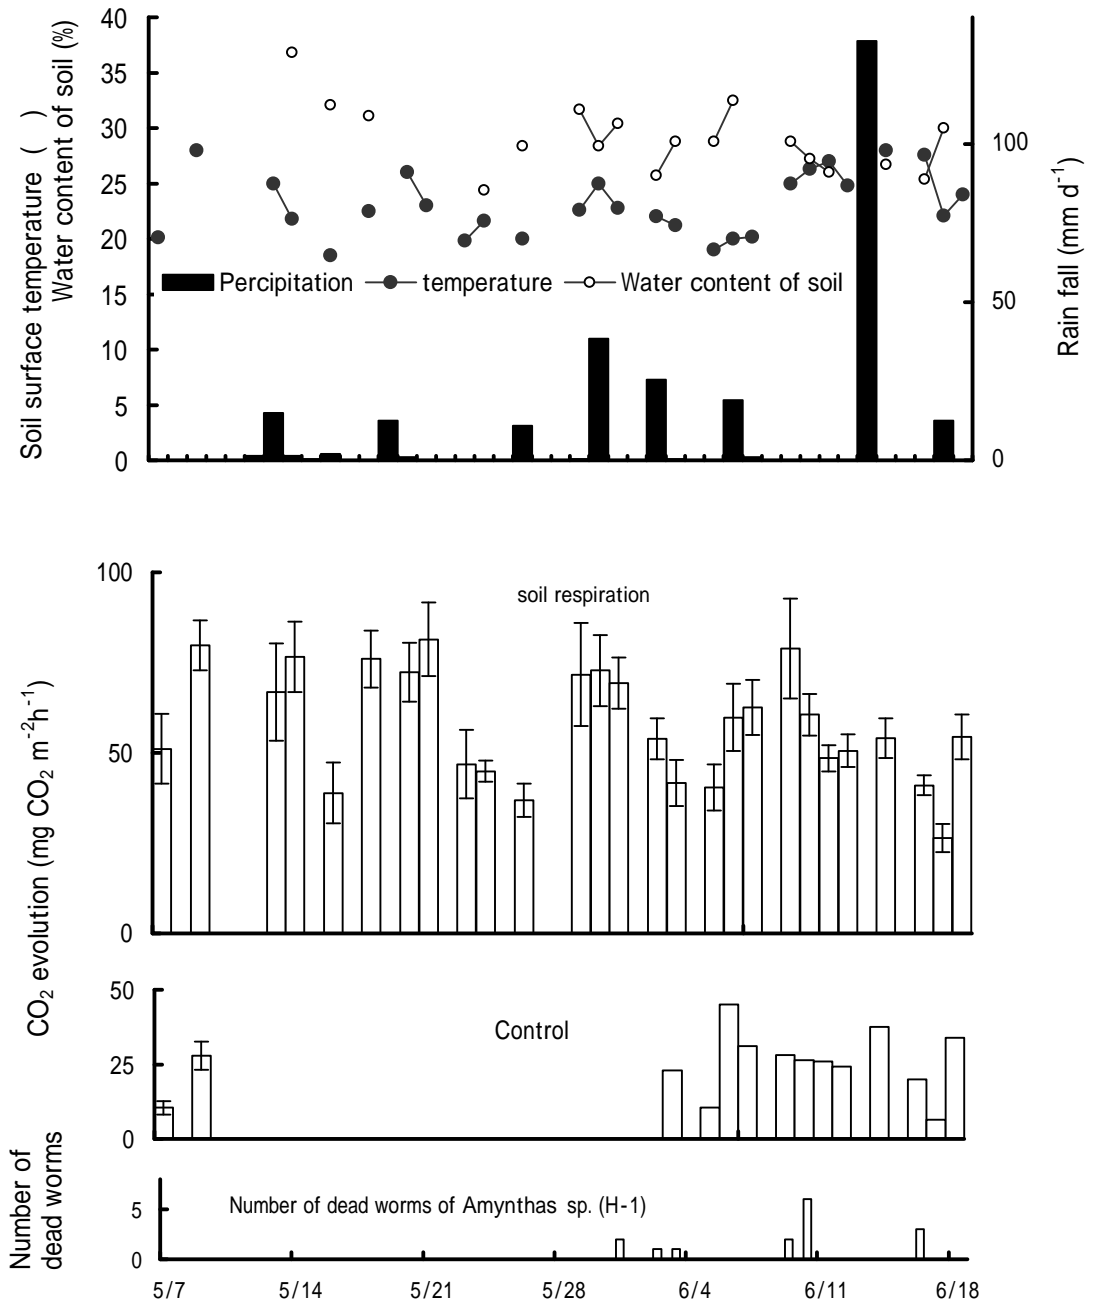 40
35
30
25
20
15
10
5
0
Soil surface temperature ( )
Water content of soil (%)
100
50
0
Rain fall (mm d-1)
Percipitation temperature Water content of soil
100
50
0
soil respiration
CO2 evolution (mg CO2 m-2h-1)
50
25
0
Control
Number of
dead worms
5
0
Number of dead worms of Amynthas sp. (H-1)
5/7 5/14 5/21 5/28 6/4 6/11 6/18